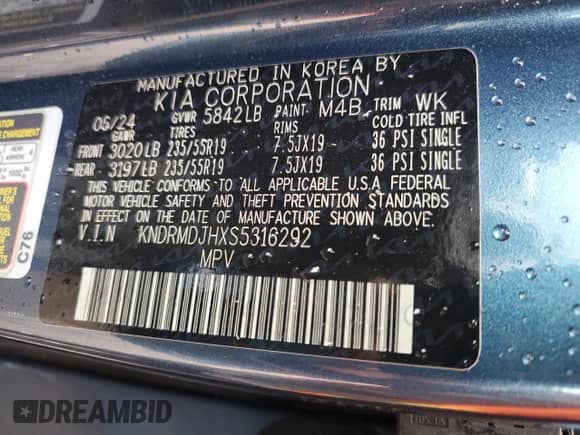 MANUFACTURED IN KOREA BY
KIA CORPORATION
05/24 GVWR 5842LB PAINT M4B TRIM WK
GAWR TIRES RIMS COLD TIRE INFL
FRONT 3020LB 235/55R19 7.5JX19 36 PSI SINGLE
REAR 3197LB 235/55R19 7.5JX19 36 PSI SINGLE
THIS VEHICLE CONFORMS TO ALL APPLICABLE U.S.A FEDERAL
MOTOR VEHICLE SAFETY AND THEFT PREVENTION STANDARDS
IN EFFECT ON THE DATE OF MANUFACTURE SHOWN ABOVE.
V.I.N KNDRMDJHXS5316292
MPV
C76
DREAMBID